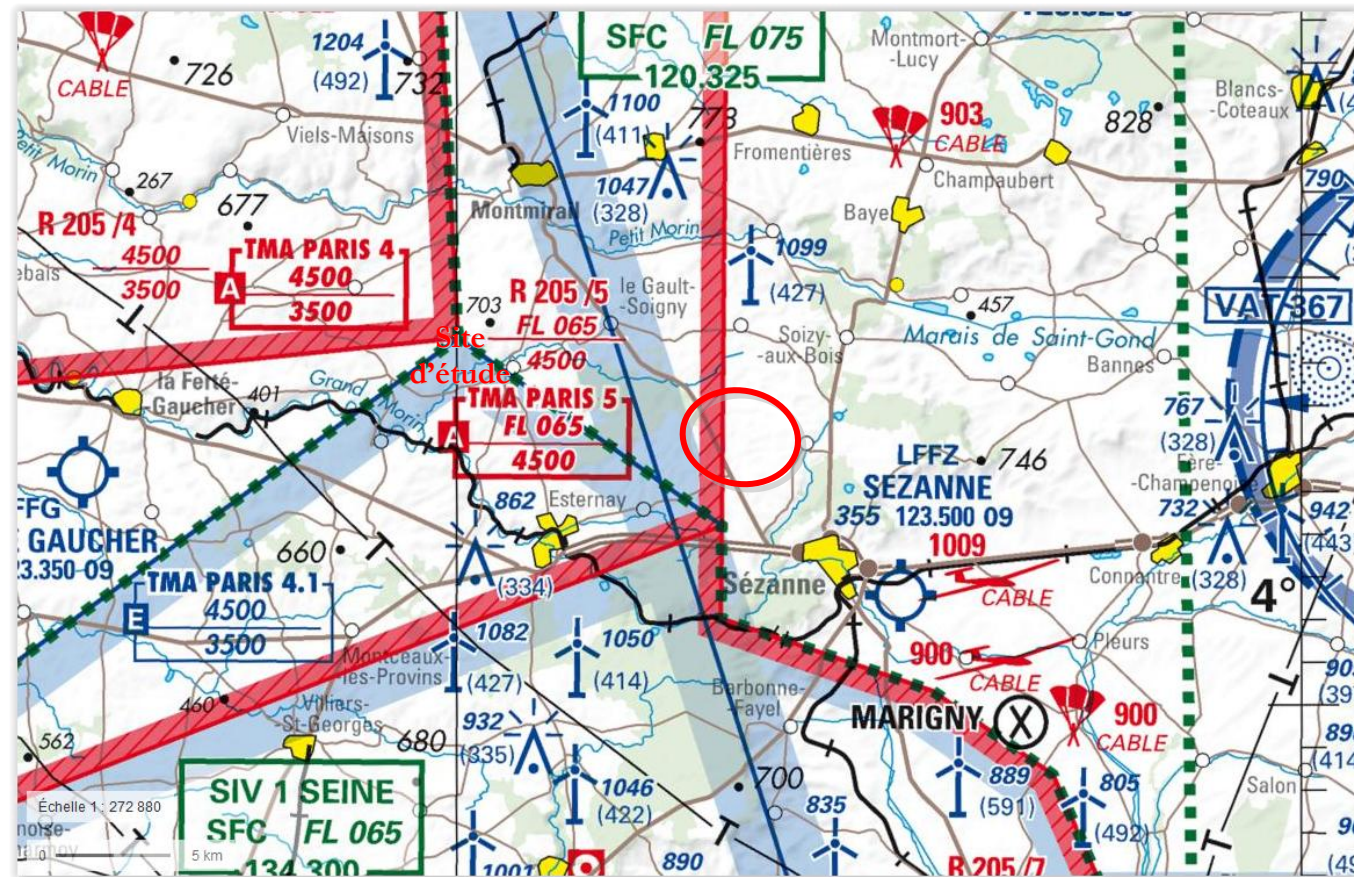 1204
(492)
732
726
CABLE
Viels-Maisons
SFC FL 075
120.325
1100
(411)
Montmort-
-Lucy
903
CABLE
828
Blancs-
-Coteaux
Fromentières
Champaubert
790
Petit Morin
267
677
R 205 /4
4500
3500
TMA PARIS 4
A
4500
3500
Montmirail
1047
(328)
Petit Morin
Baye
1099
(427)
703
R 205 /5
FL 065
4500
le Gault-
-Soigny
Soizy-
-aux-Bois
457
Marais de Saint-Gond
Bannes
VAT 367
Site
d'étude
la Ferté-
-Gaucher
401
Grand Morin
TMA PARIS 5
A
FL 065
4500
767
(328)
LFFZ
SEZANNE
355 123.500 09
746
Fère-
-Champenoise
732
(328)
942
(443)
FFG
GAUCHER
23.350 09
862
Esternay
(334)
660
TMA PARIS 4.1
E
4500
3500
Sézanne
1009
CABLE
Connantre
4°
1082
(427)
1050
(414)
Montceaux-
-lès-Provins
900
CABLE
Pleurs
Barbonne-
-Fayel
MARIGNY
X
900
CABLE
460
Villiers-
-St-Georges
562
680
932
(335)
1046
(422)
700
889
(591)
805
(492)
835
Salon
SIV 1 SEINE
SFC FL 065
134.300
Échelle 1 : 272 880
0 5 km
1001
890
R 205 /7